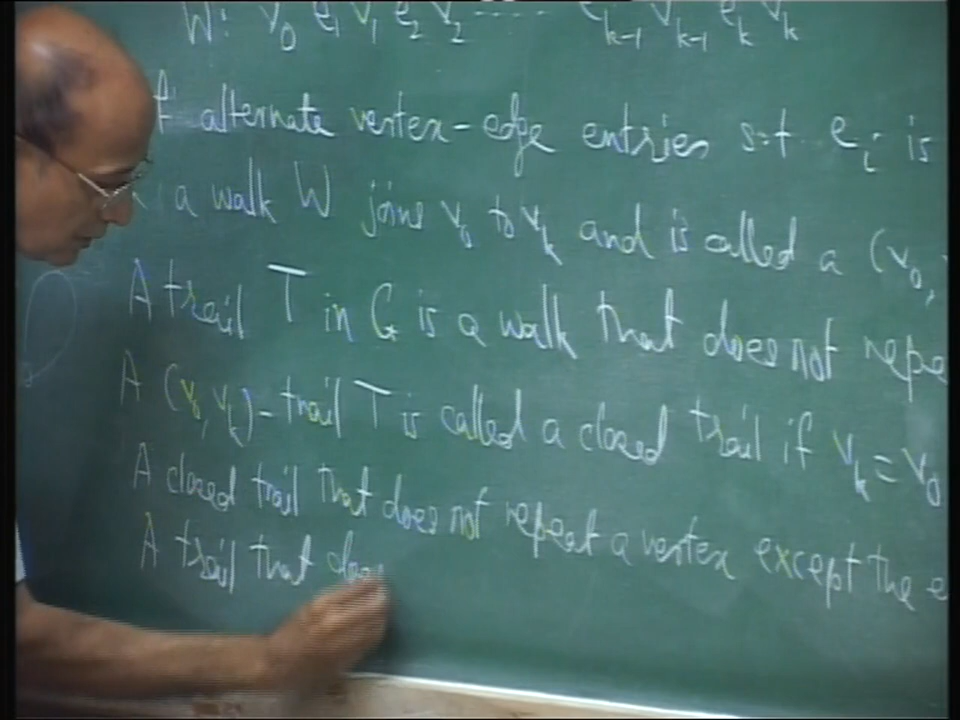 W: v0 e1 v1 e2 v2 ------ ek-1 vk-1 ek vk
alternate vertex-edge entries s.t. ei is
a walk W joins v0 to vk and is called a (v0,
A trail T in G is a walk that does not repe
A (v0, vk)-trail T is called a closed trail if vk = v0
A closed trail that does not repeat a vertex except the e
A trail that does